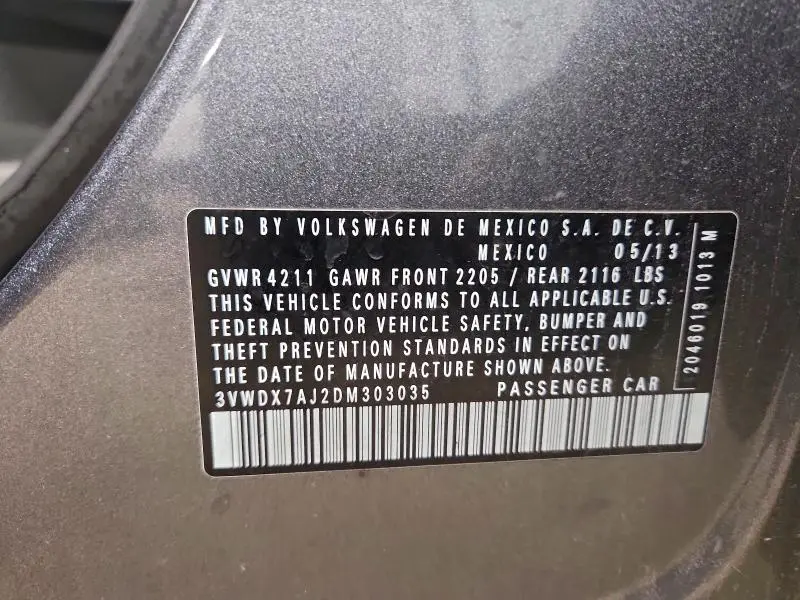 MFD BY VOLKSWAGEN DE MEXICO S.A. DE C.V.
MEXICO 05/13
GVWR 4211 GAWR FRONT 2205 / REAR 2116 LBS
THIS VEHICLE CONFORMS TO ALL APPLICABLE U.S.
FEDERAL MOTOR VEHICLE SAFETY, BUMPER AND
THEFT PREVENTION STANDARDS IN EFFECT ON
THE DATE OF MANUFACTURE SHOWN ABOVE.
3VWDX7AJ2DM303035 PASSENGER CAR
2046019 1013 M